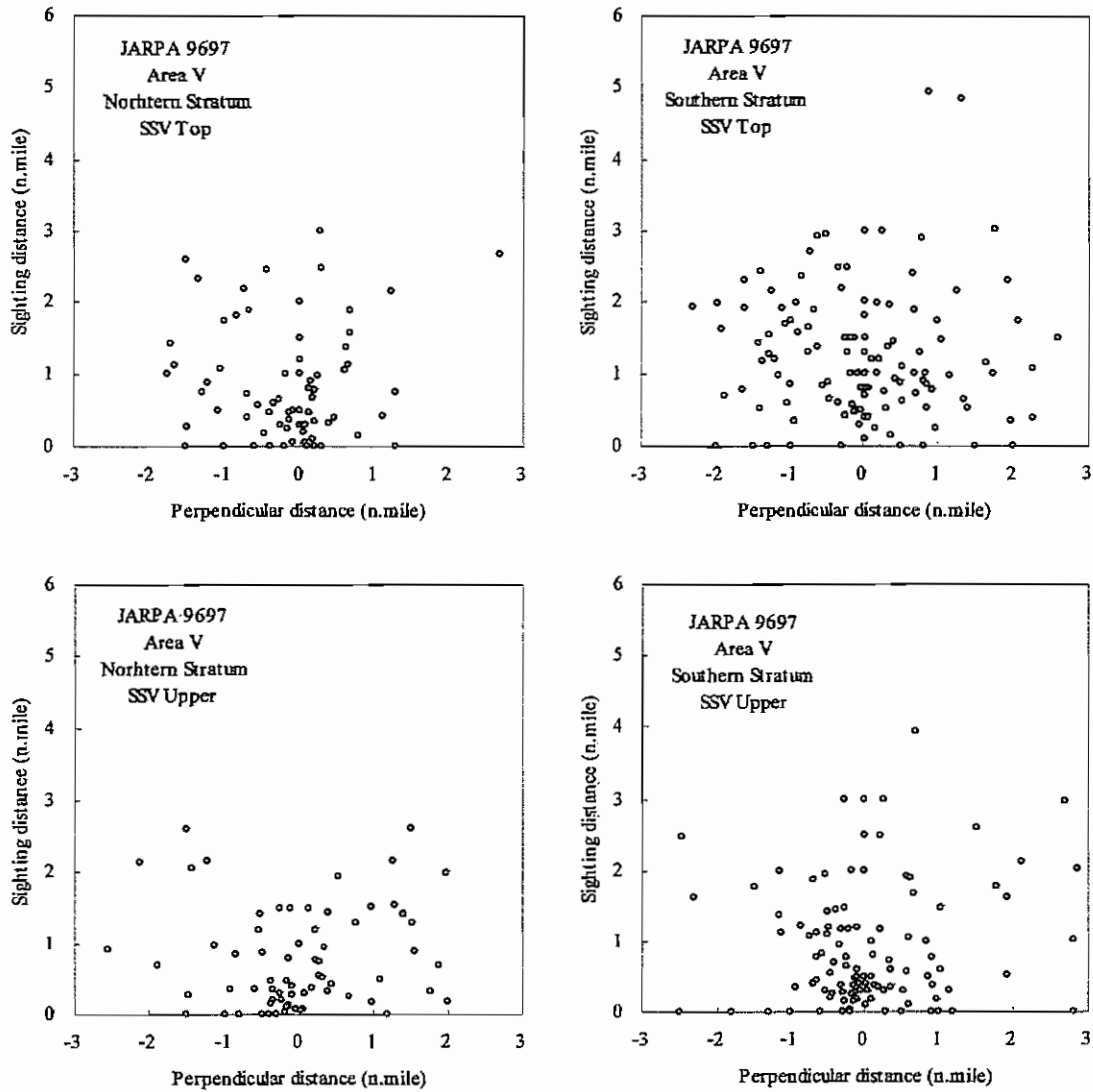 6
5
4
3
2
1
0
Sighting distance (n.mile)
JARPA 9697
Area V
Norhtern Stratum
SSV Top
-3 -2 -1 0 1 2 3
Perpendicular distance (n.mile)
6
5
4
3
2
1
0
Sighting distance (n.mile)
JARPA 9697
Area V
Southern Stratum
SSV Top
-3 -2 -1 0 1 2 3
Perpendicular distance (n.mile)
6
5
4
3
2
1
0
Sighting distance (n.mile)
JARPA 9697
Area V
Norhtern Stratum
SSV Upper
-3 -2 -1 0 1 2 3
Perpendicular distance (n.mile)
6
5
4
3
2
1
0
Sighting distance (n.mile)
JARPA 9697
Area V
Southern Stratum
SSV Upper
-3 -2 -1 0 1 2 3
Perpendicular distance (n.mile)